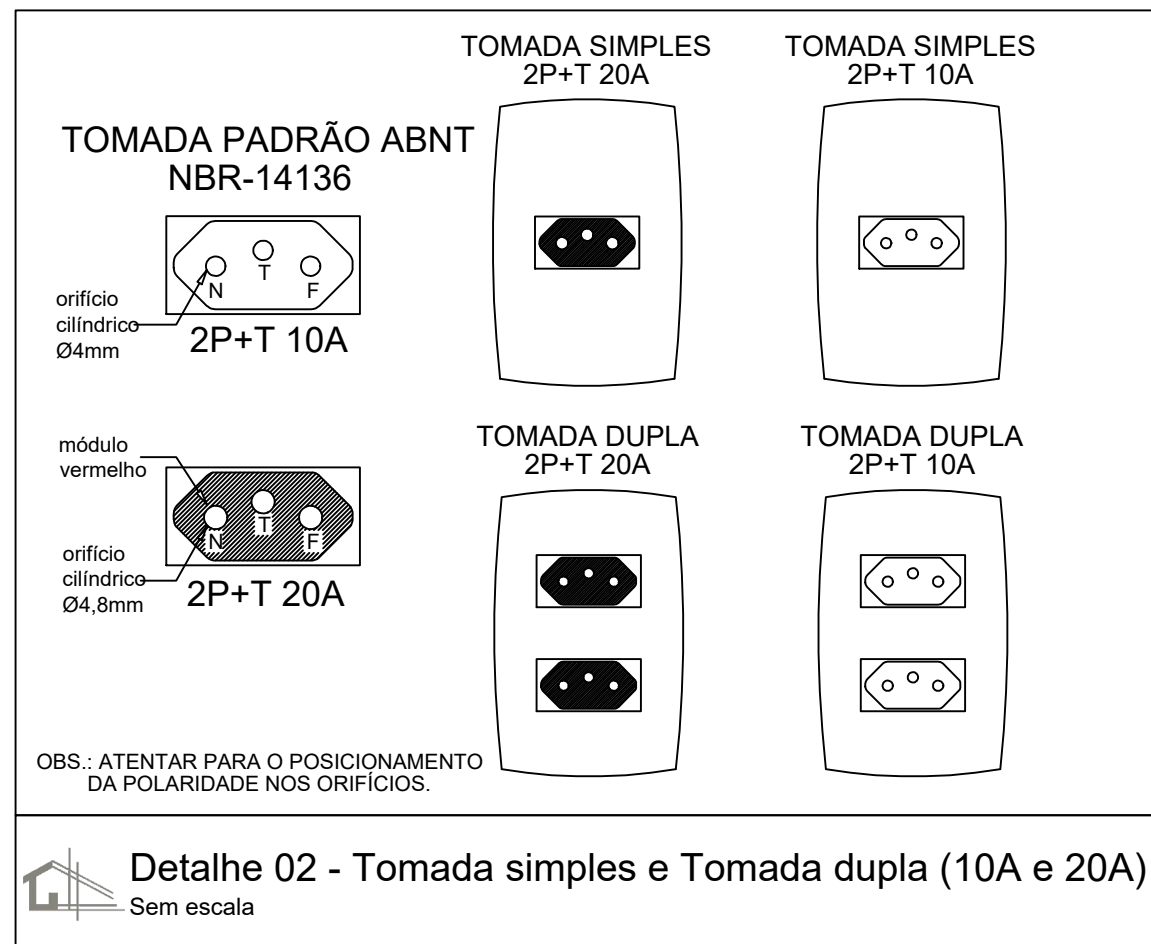 TOMADA PADRÃO ABNT
NBR-14136
N
T
F
orifício
cilíndrico
Ø4mm
2P+T 10A
módulo
vermelho
N
T
F
orifício
cilíndrico
Ø4,8mm
2P+T 20A
TOMADA SIMPLES
2P+T 20A
TOMADA SIMPLES
2P+T 10A
TOMADA DUPLA
2P+T 20A
TOMADA DUPLA
2P+T 10A
OBS.: ATENTAR PARA O POSICIONAMENTO
DA POLARIDADE NOS ORIFÍCIOS.
Detalhe 02 - Tomada simples e Tomada dupla (10A e 20A)
Sem escala